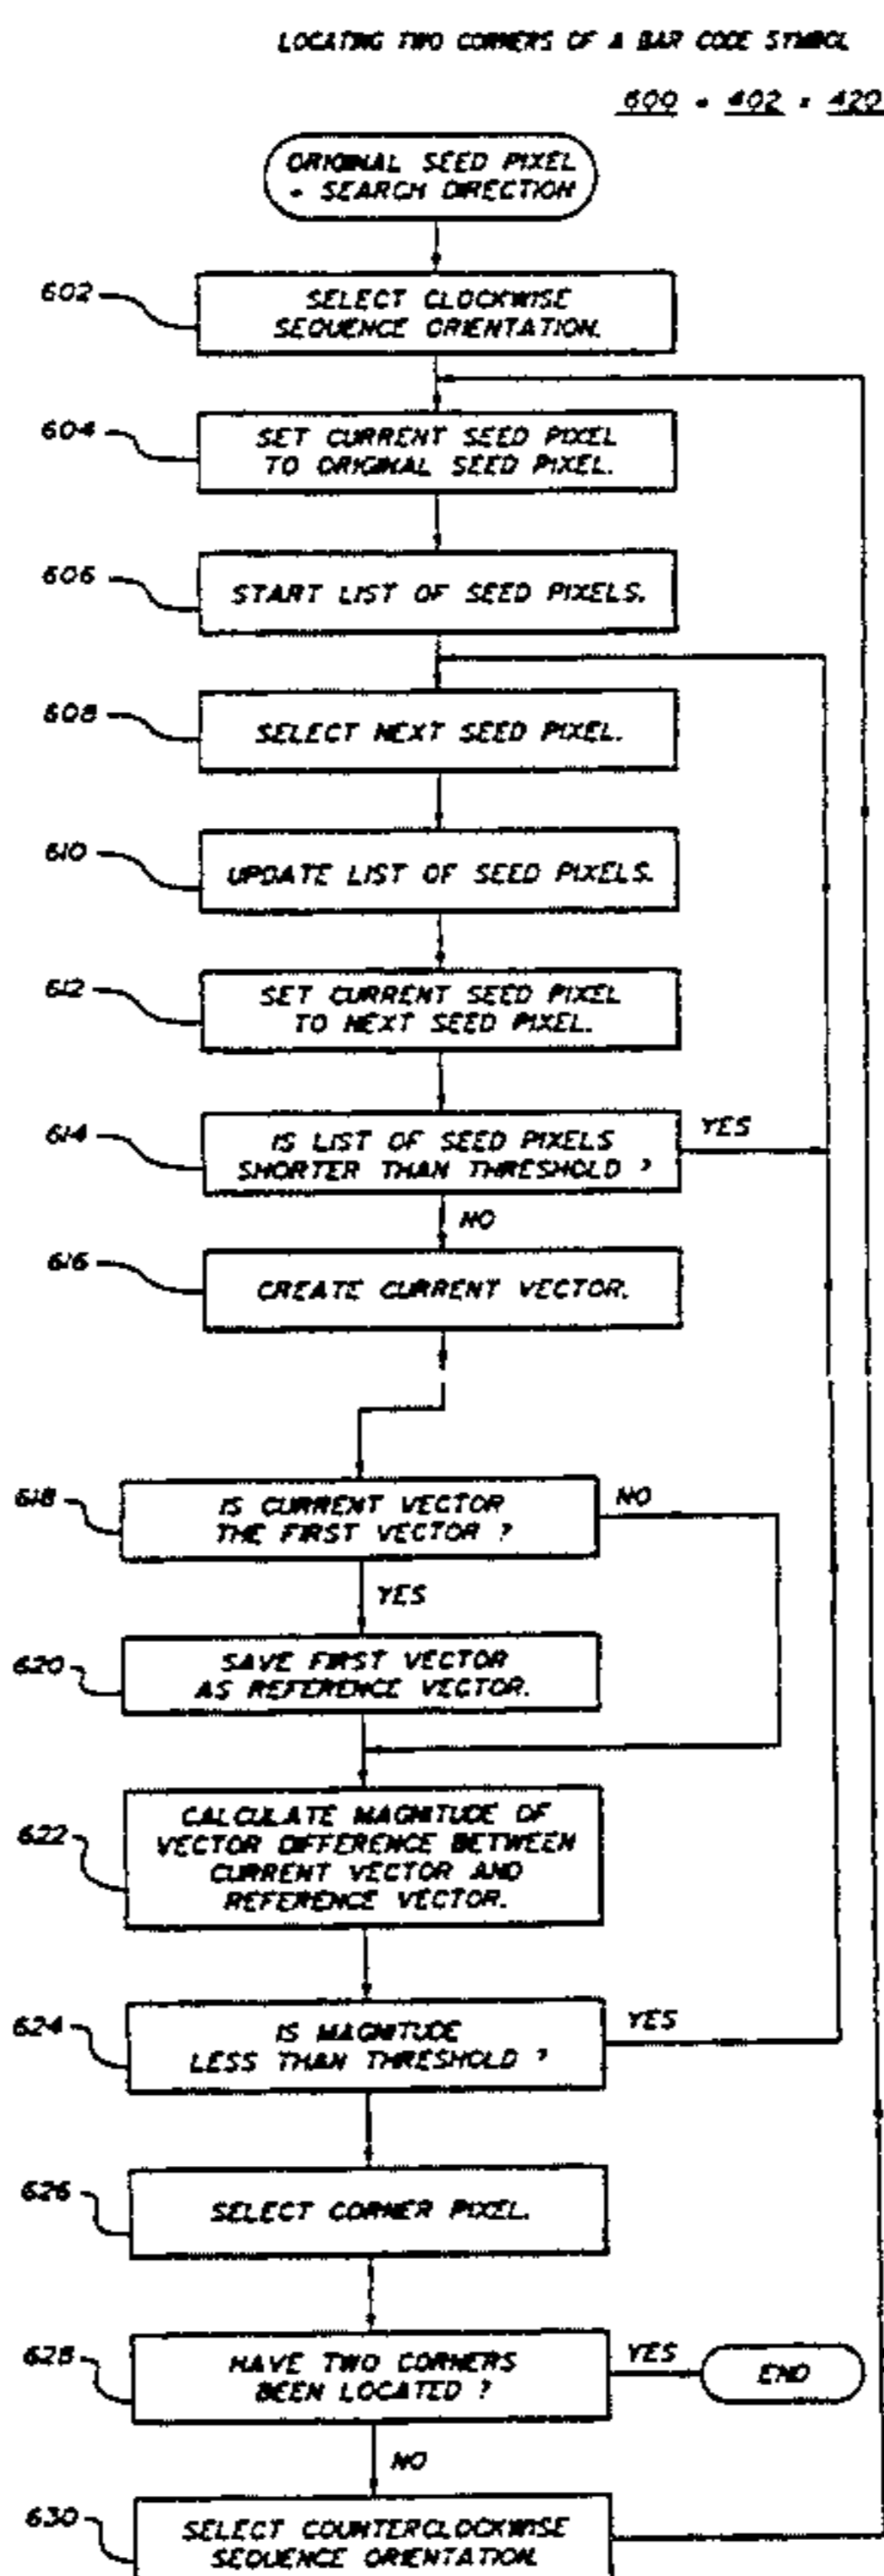 LOCATING TWO CORNERS OF A BAR CODE SYMBOL
600 = 402 = 420
ORIGINAL SEED PIXEL
+ SEARCH DIRECTION
602
SELECT CLOCKWISE
SEQUENCE ORIENTATION.
604
SET CURRENT SEED PIXEL
TO ORIGINAL SEED PIXEL.
606
START LIST OF SEED PIXELS.
608
SELECT NEXT SEED PIXEL.
610
UPDATE LIST OF SEED PIXELS.
612
SET CURRENT SEED PIXEL
TO NEXT SEED PIXEL.
614
IS LIST OF SEED PIXELS
SHORTER THAN THRESHOLD ?
YES
NO
616
CREATE CURRENT VECTOR.
618
IS CURRENT VECTOR
THE FIRST VECTOR ?
NO
YES
620
SAVE FIRST VECTOR
AS REFERENCE VECTOR.
622
CALCULATE MAGNITUDE OF
VECTOR DIFFERENCE BETWEEN
CURRENT VECTOR AND
REFERENCE VECTOR.
624
IS MAGNITUDE
LESS THAN THRESHOLD ?
YES
626
SELECT CORNER PIXEL.
628
HAVE TWO CORNERS
BEEN LOCATED ?
YES
END
NO
630
SELECT COUNTERCLOCKWISE
SEQUENCE ORIENTATION